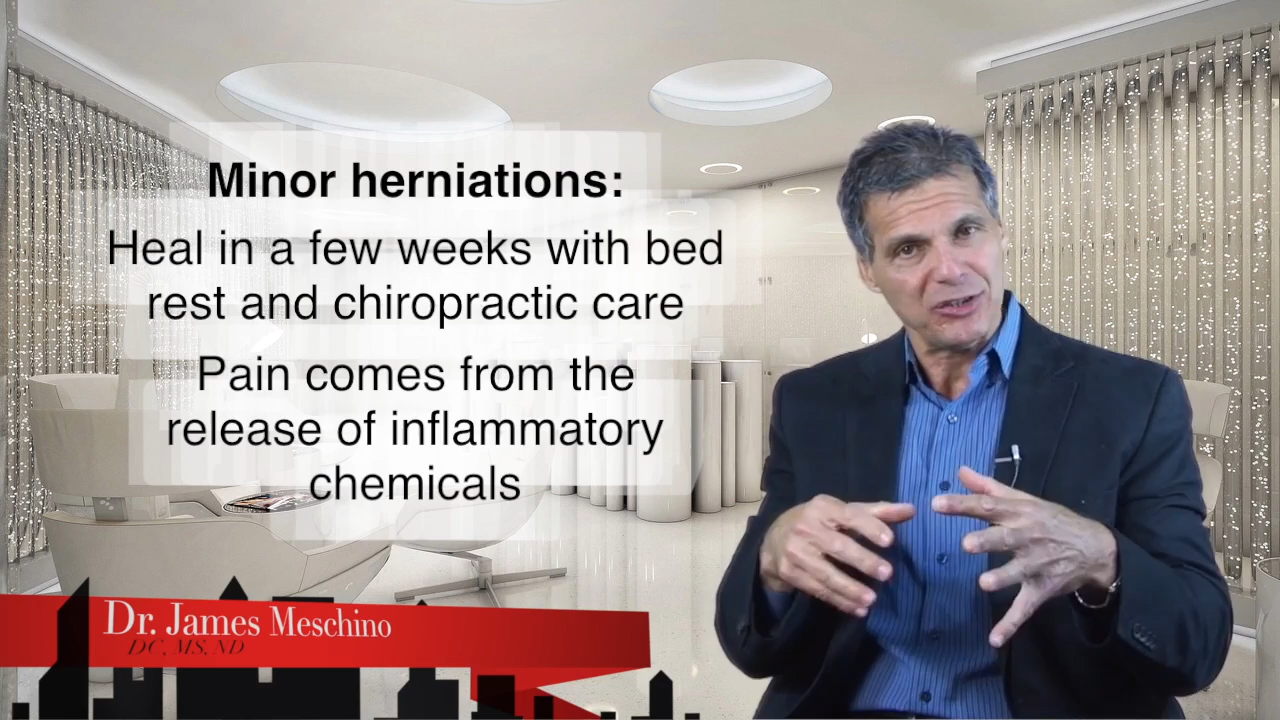 Minor herniations:
Heal in a few weeks with bed
rest and chiropractic care
Pain comes from the
release of inflammatory
chemicals
Dr. James Meschino
DC, MS, ND